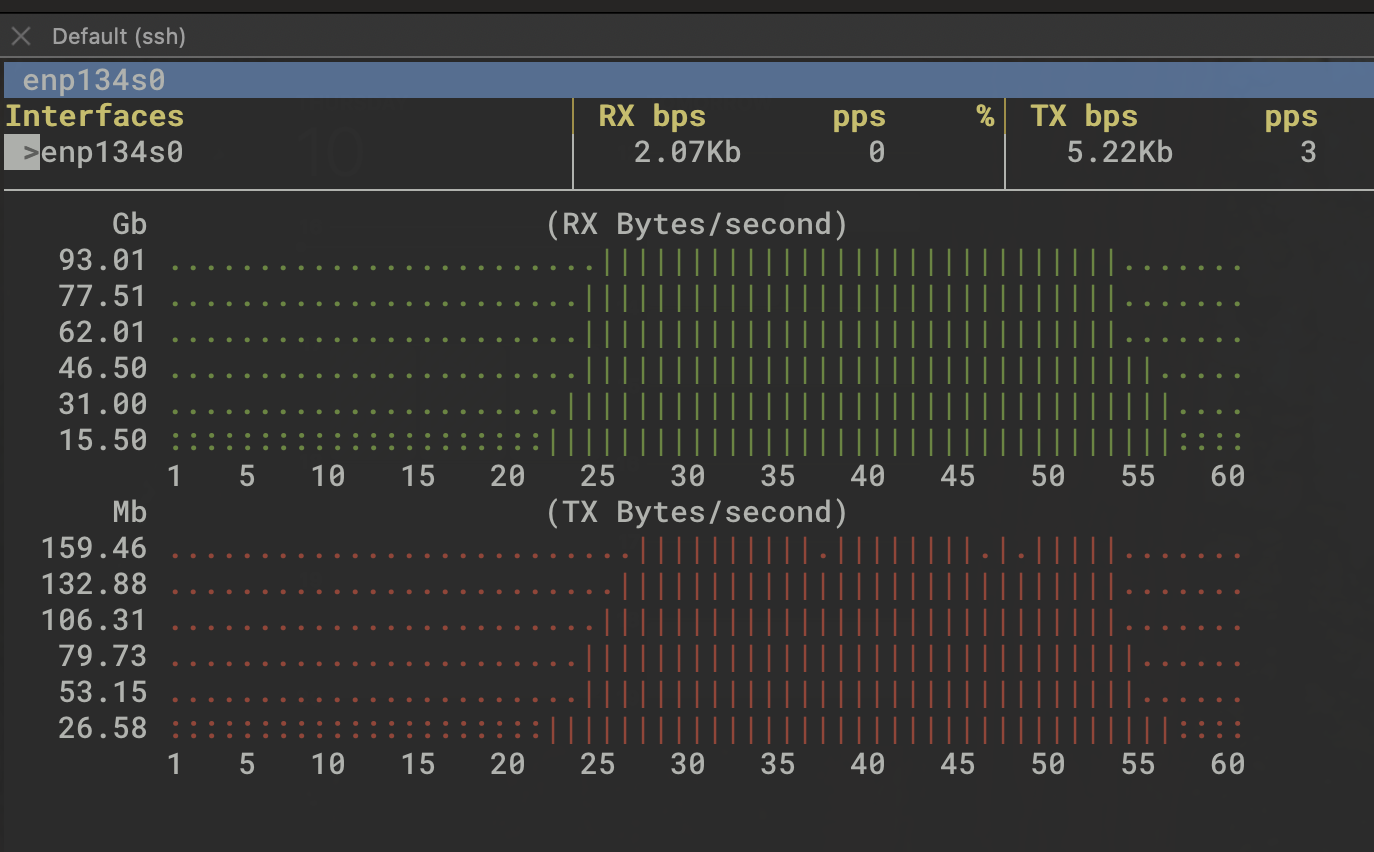 Default (ssh)
enp134s0
Interfaces RX bps pps % TX bps pps
>enp134s0 2.07Kb 0 5.22Kb 3
Gb (RX Bytes/second)
93.01
77.51
62.01
46.50
31.00
15.50
1 5 10 15 20 25 30 35 40 45 50 55 60
Mb (TX Bytes/second)
159.46
132.88
106.31
79.73
53.15
26.58
1 5 10 15 20 25 30 35 40 45 50 55 60